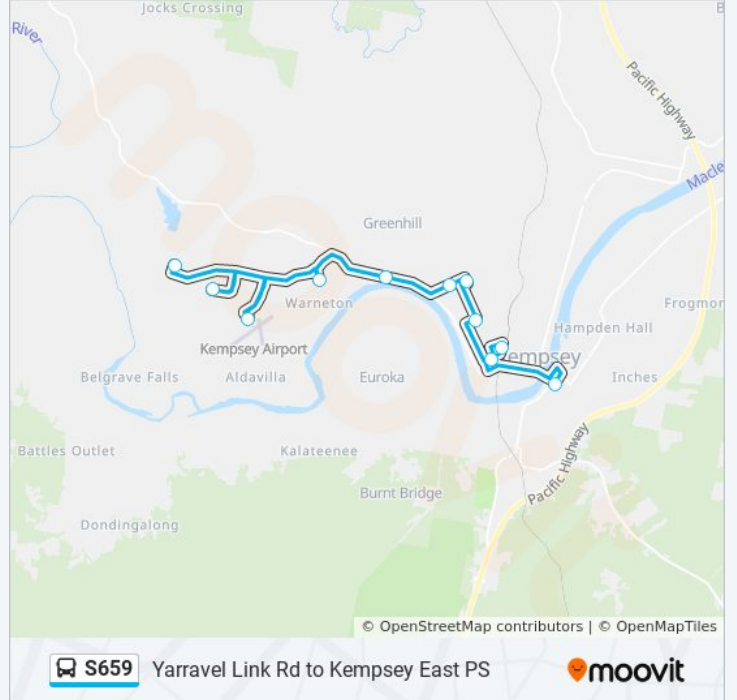 Jocks Crossing
B
River
Pacific Highway
Macle
Greenhill
Warneton
Frogmor
Hampden Hall
Kempsey Airport
Kempsey
Belgrave Falls
Aldavilla
Euroka
Inches
Battles Outlet
Kalateenee
Pacific Highway
Burnt Bridge
Dondingalong
© OpenStreetMap contributors | © OpenMapTiles
S659 Yarravel Link Rd to Kempsey East PS moovit